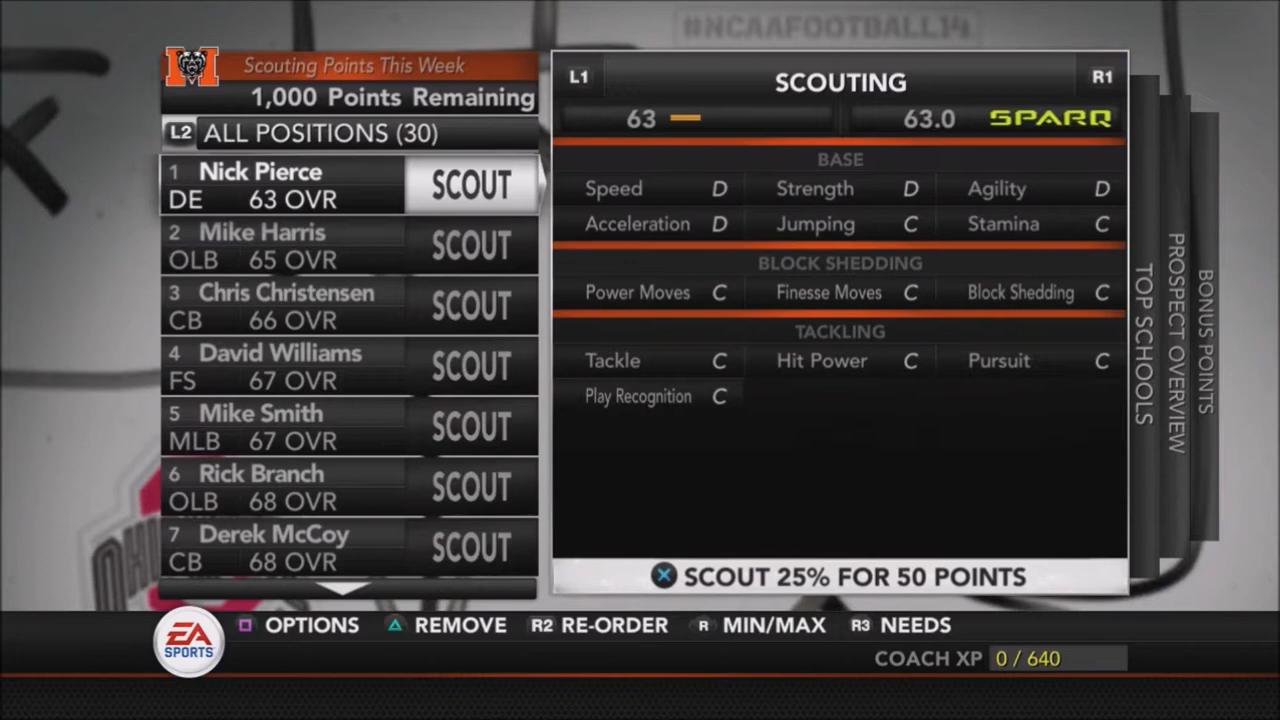 #NCAAFOOTBALL14
Scouting Points This Week
1,000 Points Remaining
L2 ALL POSITIONS (30)
1 Nick Pierce
DE 63 OVR
SCOUT
2 Mike Harris
OLB 65 OVR
SCOUT
3 Chris Christensen
CB 66 OVR
SCOUT
4 David Williams
FS 67 OVR
SCOUT
5 Mike Smith
MLB 67 OVR
SCOUT
6 Rick Branch
OLB 68 OVR
SCOUT
7 Derek McCoy
CB 68 OVR
SCOUT
L1 SCOUTING R1
63 63.0 SPARQ
BASE
Speed D Strength D Agility D
Acceleration D Jumping C Stamina C
BLOCK SHEDDING
Power Moves C Finesse Moves C Block Shedding C
TACKLING
Tackle C Hit Power C Pursuit C
Play Recognition C
SCOUT 25% FOR 50 POINTS
TOP SCHOOLS
PROSPECT OVERVIEW
BONUS POINTS
EA
SPORTS
OPTIONS REMOVE R2 RE-ORDER R MIN/MAX R3 NEEDS
COACH XP 0 / 640